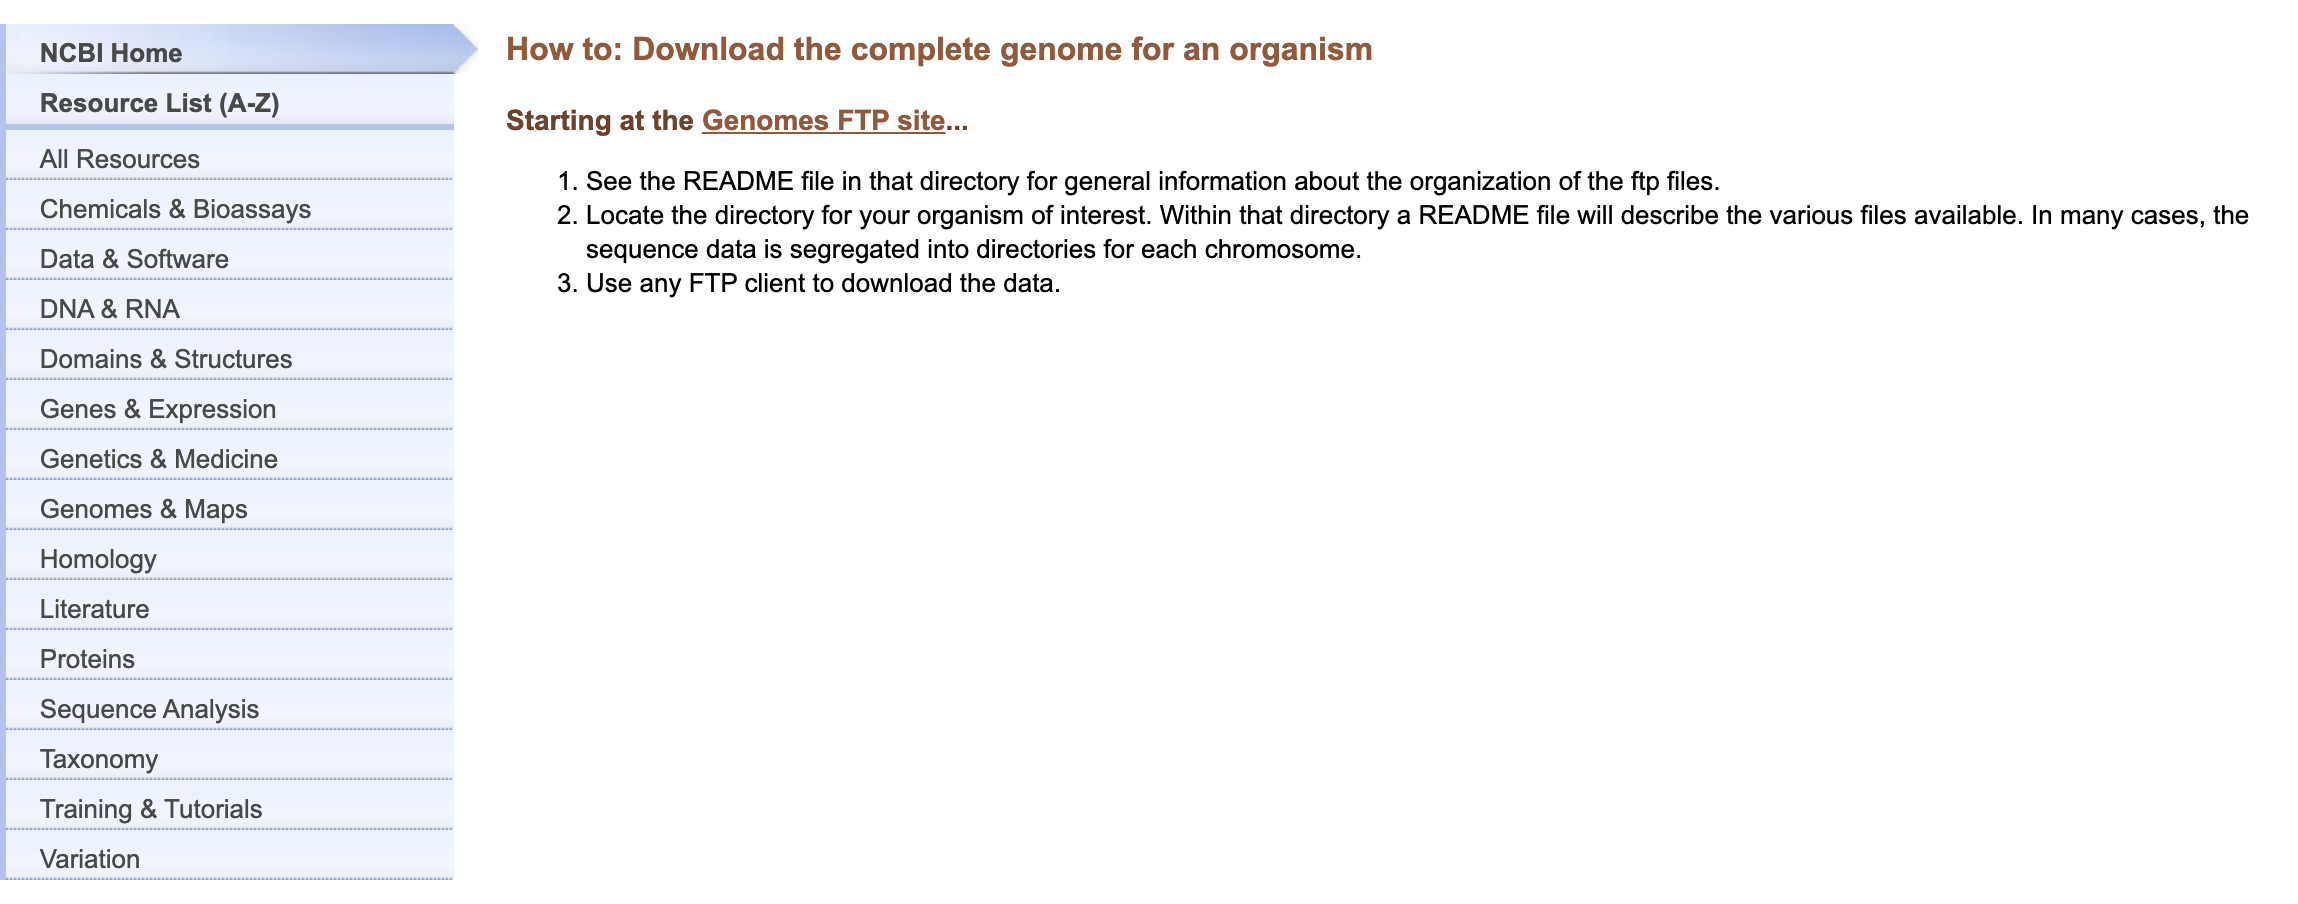 NCBI Home
Resource List (A-Z)
All Resources
Chemicals & Bioassays
Data & Software
DNA & RNA
Domains & Structures
Genes & Expression
Genetics & Medicine
Genomes & Maps
Homology
Literature
Proteins
Sequence Analysis
Taxonomy
Training & Tutorials
Variation
How to: Download the complete genome for an organism
Starting at the Genomes FTP site...
1. See the README file in that directory for general information about the organization of the ftp files.
2. Locate the directory for your organism of interest. Within that directory a README file will describe the various files available. In many cases, the
sequence data is segregated into directories for each chromosome.
3. Use any FTP client to download the data.